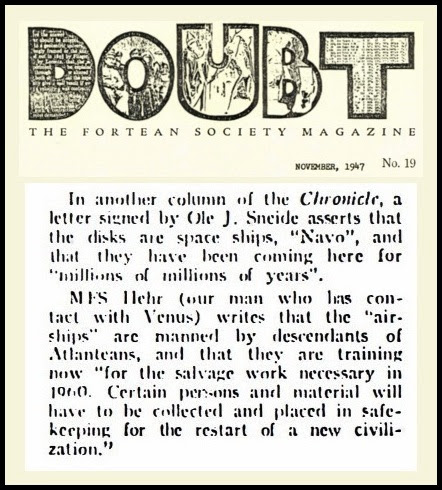 DOUBT
THE FORTEAN SOCIETY MAGAZINE
NOVEMBER, 1947 No. 19
In another column of the Chronicle, a
letter signed by Ole J. Sneide asserts that
the disks are space ships, "Navo", and
that they have been coming here for
"millions of millions of years".
MFS Hehr (our man who has con-
tact with Venus) writes that the "air-
ships" are manned by descendants of
Atlanteans, and that they are training
now "for the salvage work necessary in
1960. Certain persons and material will
have to be collected and placed in safe-
keeping for the restart of a new civili-
zation."